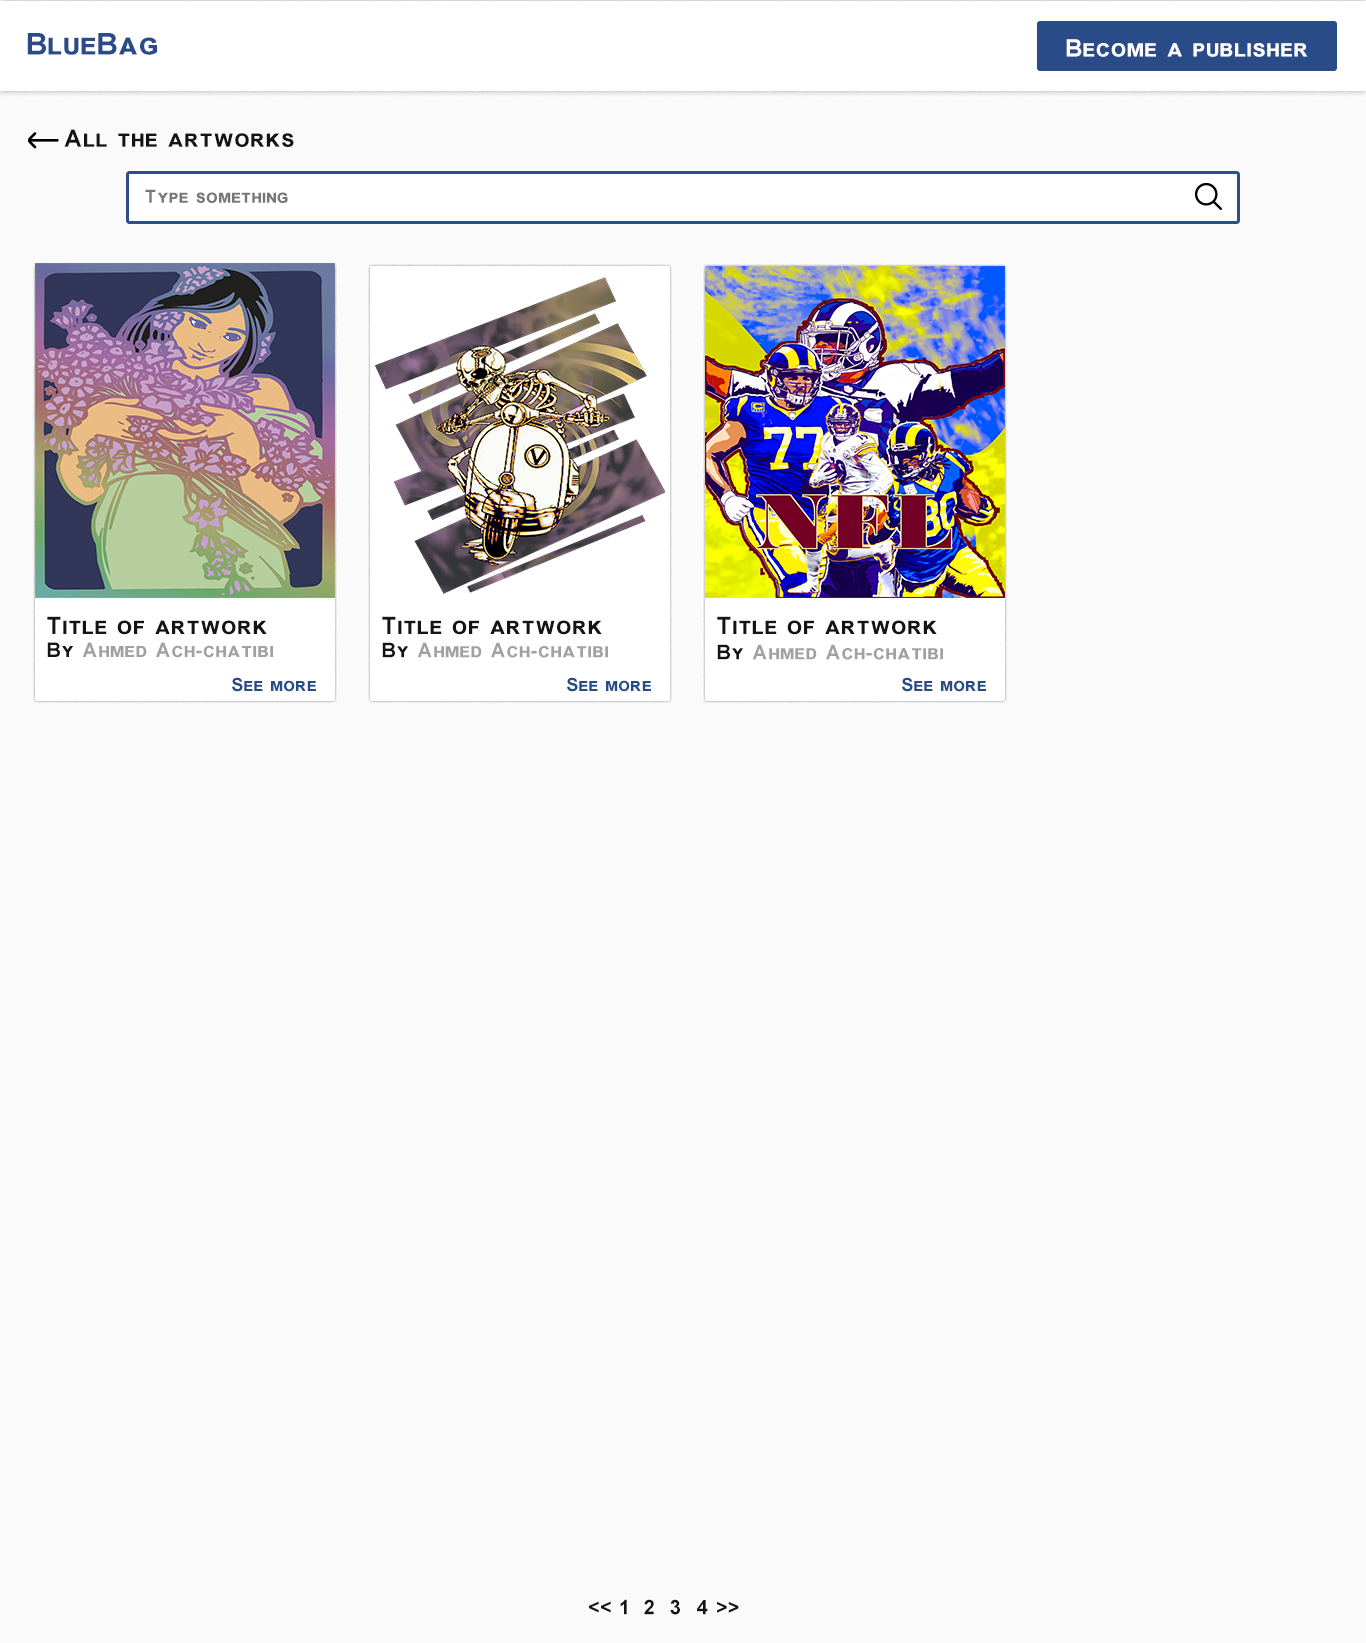 BlueBag
Become a publisher
All the artworks
Type something
77
NFL
80
V
Title of artwork
By Ahmed Ach-chatibi
See more
Title of artwork
By Ahmed Ach-chatibi
See more
Title of artwork
By Ahmed Ach-chatibi
See more
<< 1 2 3 4 >>